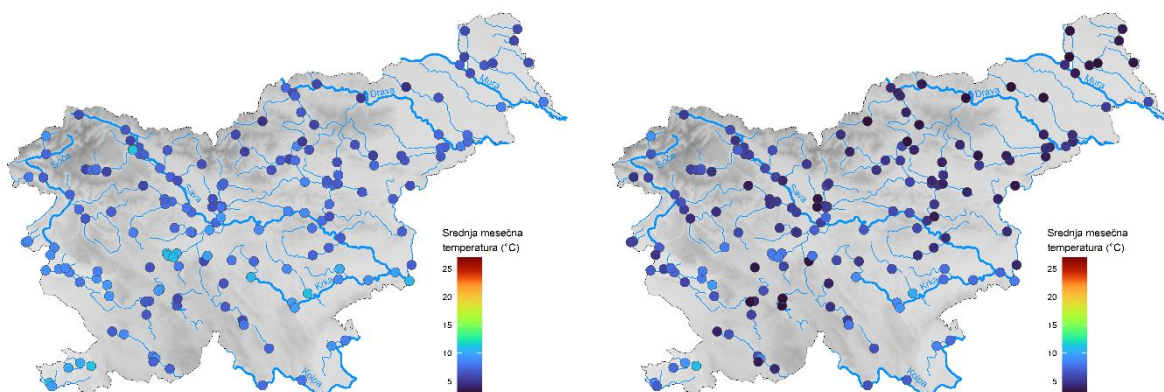 Mura
Drava
Soča
Sava
Srednja mesečna
temperatura (°C)
25
20
15
10
5
Krka
Kolpa
Mura
Drava
Soča
Sava
Srednja mesečna
temperatura (°C)
25
20
15
10
5
Krka
Kolpa